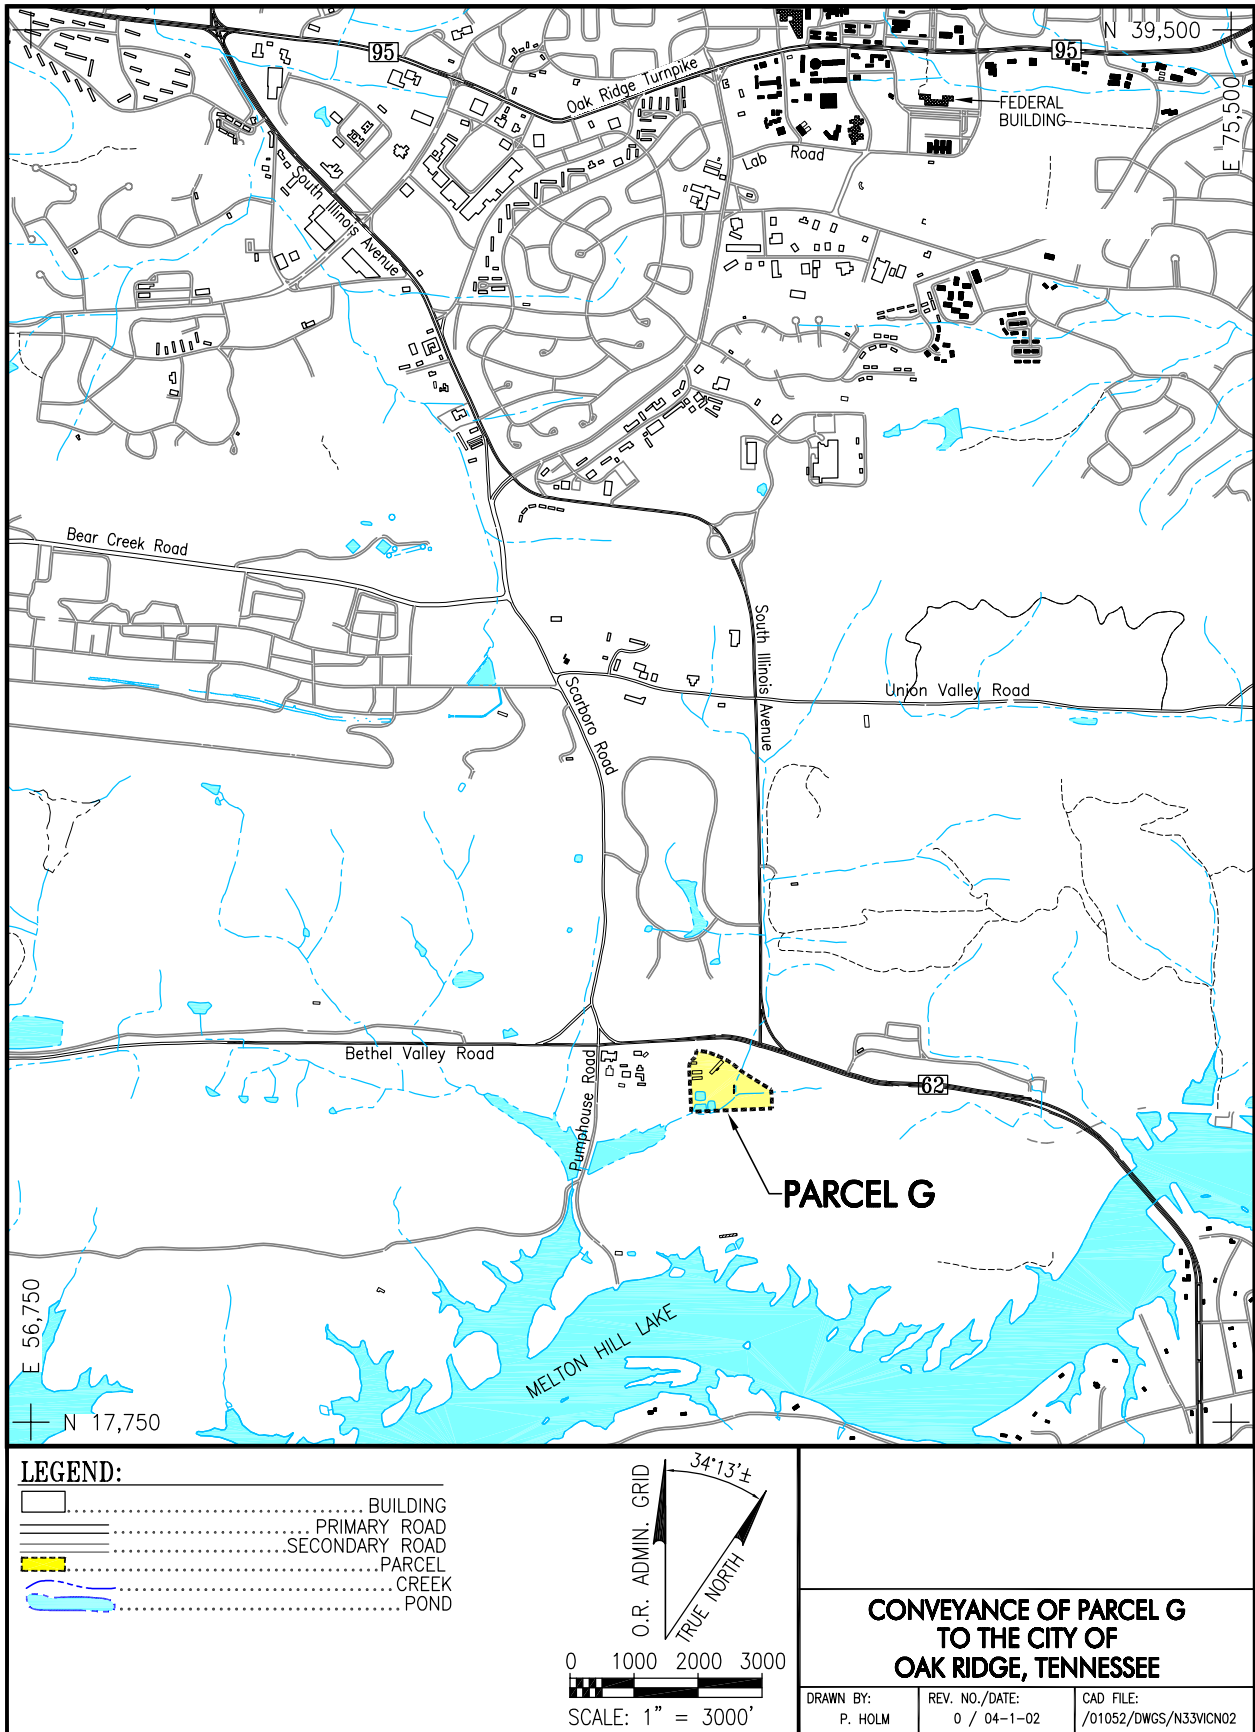 N 39,500
95
95
Oak Ridge Turnpike
FEDERAL
BUILDING
E 75,500
Lab Road
South Illinois Avenue
Bear Creek Road
South Illinois Avenue
Scarboro Road
Union Valley Road
Bethel Valley Road
Pumphouse Road
62
PARCEL G
E 56,750
MELTON HILL LAKE
N 17,750
LEGEND:
BUILDING
PRIMARY ROAD
SECONDARY ROAD
PARCEL
CREEK
POND
O.R. ADMIN. GRID
34°13'±
TRUE NORTH
0 1000 2000 3000
SCALE: 1" = 3000'
CONVEYANCE OF PARCEL G
TO THE CITY OF
OAK RIDGE, TENNESSEE
DRAWN BY:
P. HOLM
REV. NO./DATE:
0 / 04-1-02
CAD FILE:
/01052/DWGS/N33VICN02